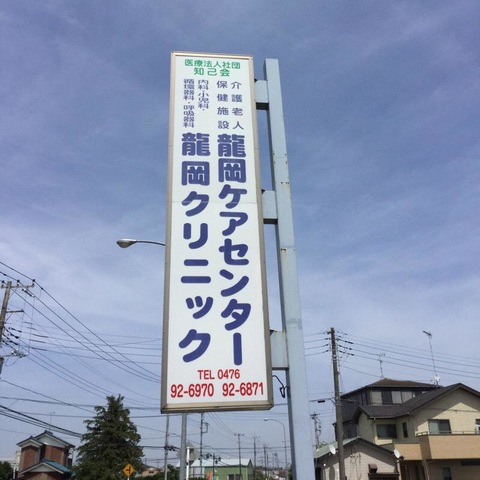 医療法人社団
知己会
介護老人
保健施設
龍岡ケアセンター
内科・小児科・
循環器科・呼吸器科
龍岡クリニック
TEL 0476
92-6970 92-6871